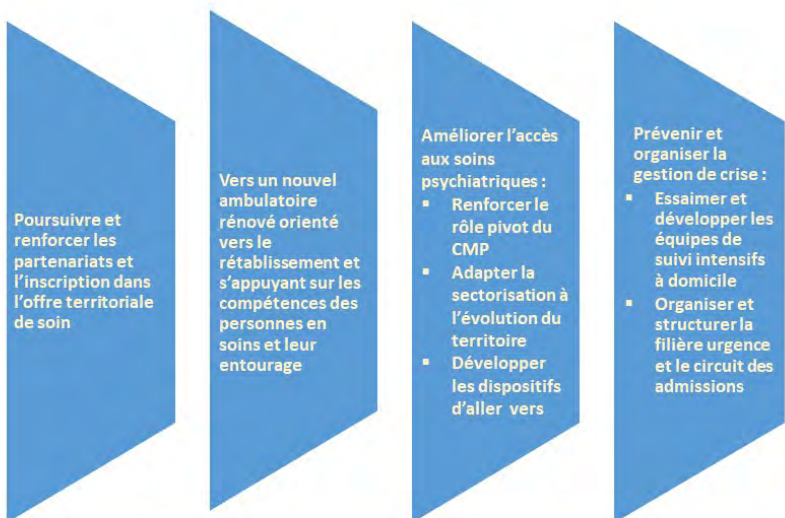 Poursuivre et
renforcer les
partenariats et
l'inscription dans
l'offre territoriale
de soin
Vers un nouvel
ambulatoire
rénové orienté
vers le
rétablissement et
s'appuyant sur les
compétences des
personnes en
soins et leur
entourage
Améliorer l'accès
aux soins
psychiatriques :
▪ Renforcer le
rôle pivot du
CMP
▪ Adapter la
sectorisation à
l'évolution du
territoire
▪ Développer
les dispositifs
d'aller vers
Prévenir et
organiser la
gestion de crise :
▪ Essaimer et
développer les
équipes de
suivi intensifs
à domicile
▪ Organiser et
structurer la
filière urgence
et le circuit des
admissions